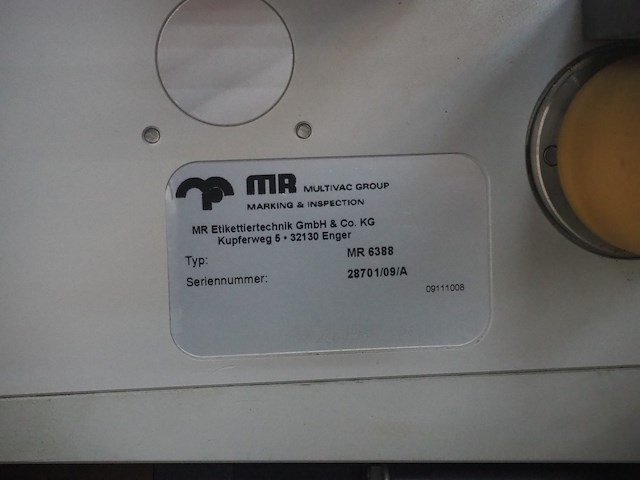 MR MULTIVAC GROUP
MARKING & INSPECTION
MR Etikettiertechnik GmbH & Co. KG
Kupferweg 5 • 32130 Enger
Typ: MR 6388
Seriennummer: 28701/09/A
09111008